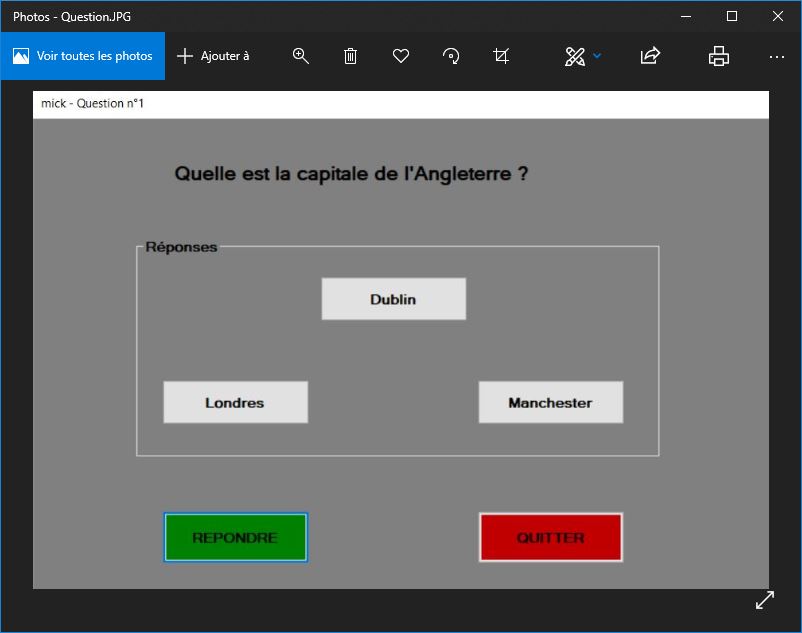 Photos - Question.JPG
Voir toutes les photos Ajouter à
mick - Question n°1
Quelle est la capitale de l'Angleterre ?
Réponses
Dublin
Londres Manchester
REPONDRE QUITTER